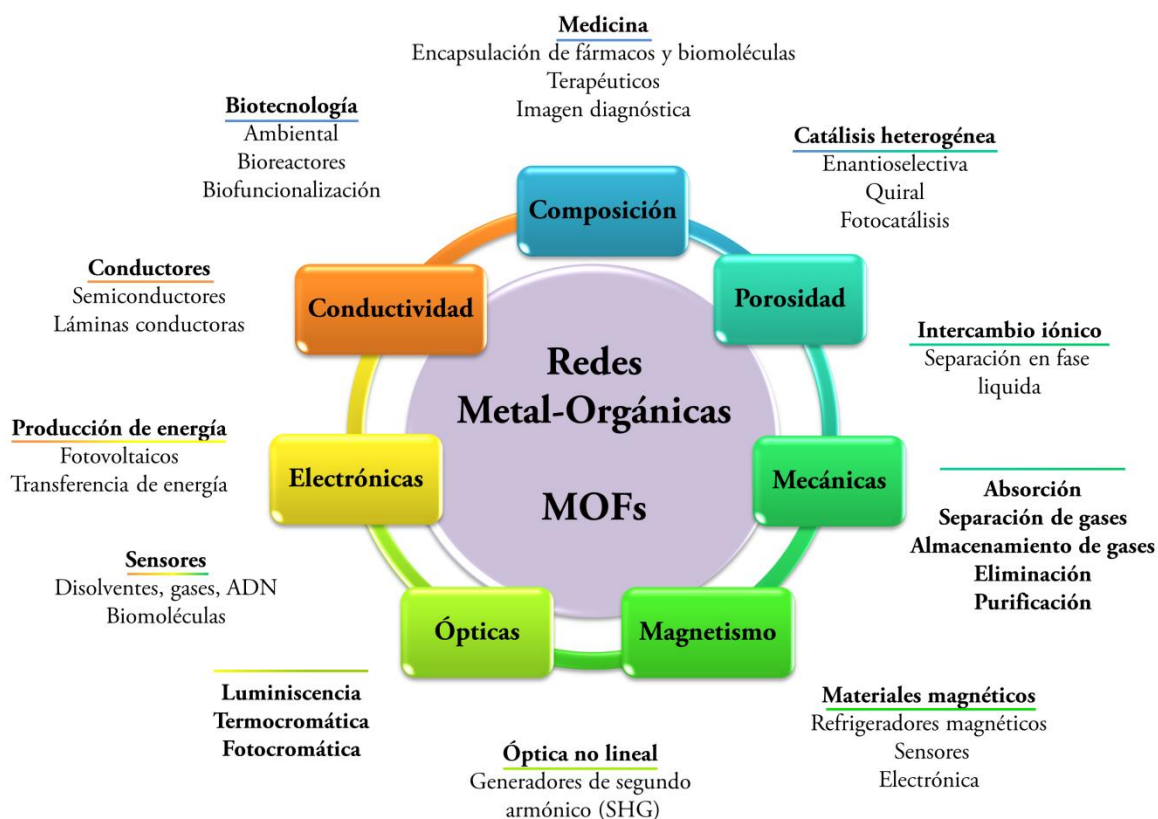 Medicina
Encapsulación de fármacos y biomoléculas
Terapéuticos
Imagen diagnóstica
Biotecnología
Ambiental
Bioreactores
Biofuncionalización
Catálisis heterogénea
Enantioselectiva
Quiral
Fotocatálisis
Composición
Conductores
Semiconductores
Láminas conductoras
Conductividad
Porosidad
Intercambio iónico
Separación en fase
liquida
Redes
Metal-Orgánicas
MOFs
Producción de energía
Fotovoltaicos
Transferencia de energía
Electrónicas
Mecánicas
Absorción
Separación de gases
Almacenamiento de gases
Eliminación
Purificación
Sensores
Disolventes, gases, ADN
Biomoléculas
Ópticas
Magnetismo
Luminiscencia
Termocromática
Fotocromática
Óptica no lineal
Generadores de segundo
armónico (SHG)
Materiales magnéticos
Refrigeradores magnéticos
Sensores
Electrónica